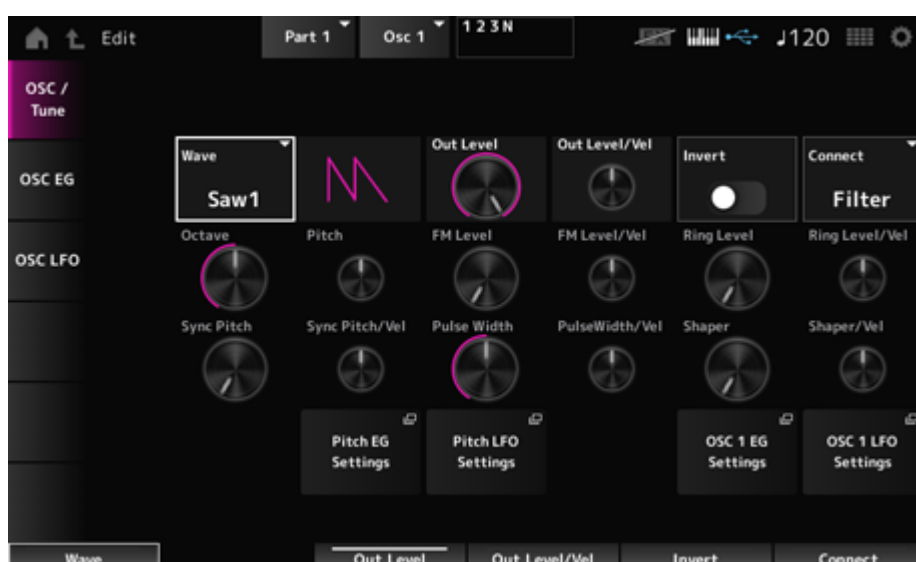 Edit
Part 1
Osc 1
1 2 3 N
♩120
OSC /
Tune
OSC EG
OSC LFO
Wave
Saw1
Out Level
Out Level/Vel
Invert
Connect
Filter
Octave
Pitch
FM Level
FM Level/Vel
Ring Level
Ring Level/Vel
Sync Pitch
Sync Pitch/Vel
Pulse Width
PulseWidth/Vel
Shaper
Shaper/Vel
Pitch EG
Settings
Pitch LFO
Settings
OSC 1 EG
Settings
OSC 1 LFO
Settings
Wave
Out Level
Out Level/Vel
Invert
Connect